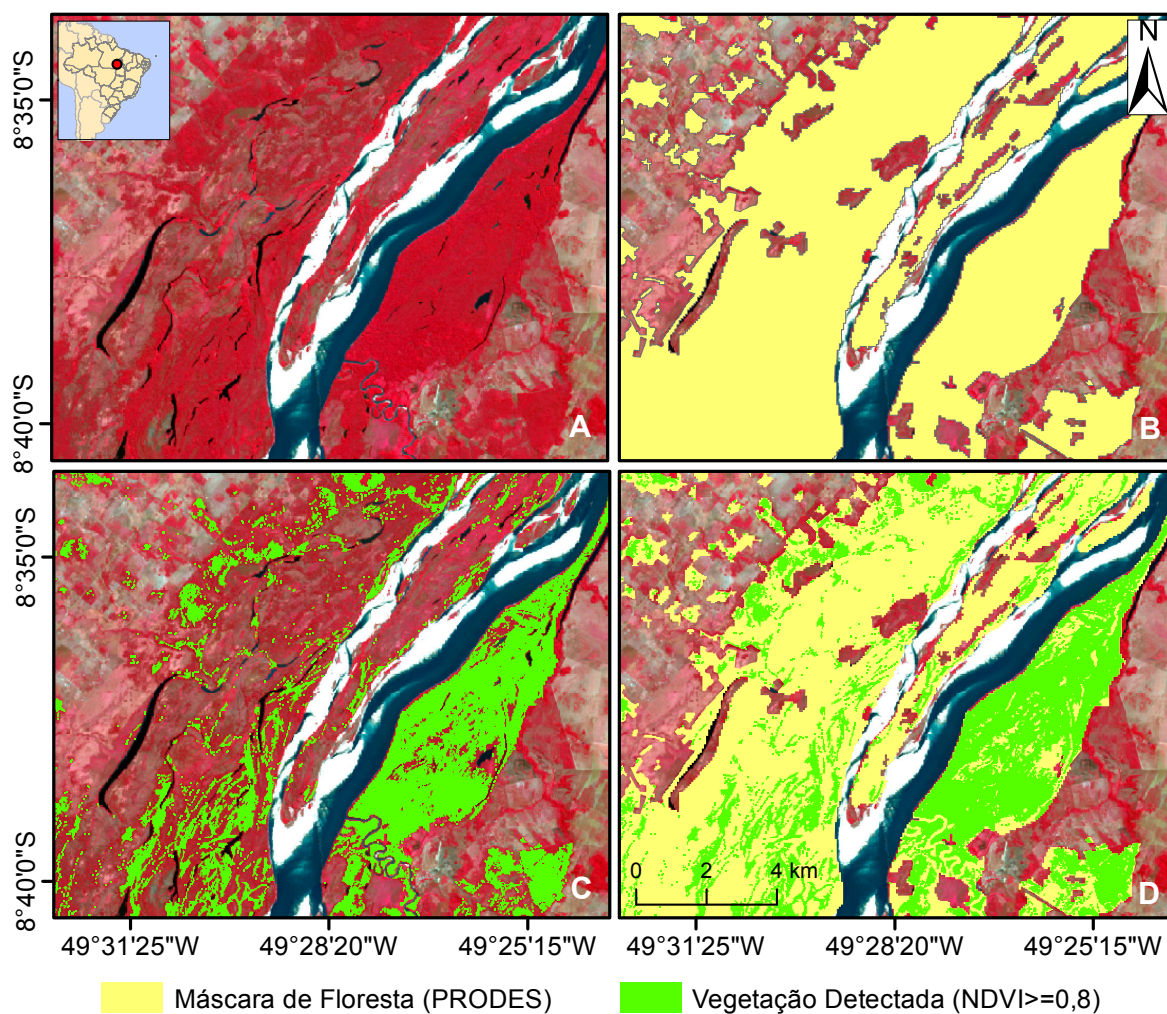 N
8°35'0"S
A
B
8°40'0"S
8°35'0"S
8°40'0"S
C
0 2 4 km
D
49°31'25"W 49°28'20"W 49°25'15"W 49°31'25"W 49°28'20"W 49°25'15"W
Máscara de Floresta (PRODES) Vegetação Detectada (NDVI>=0,8)